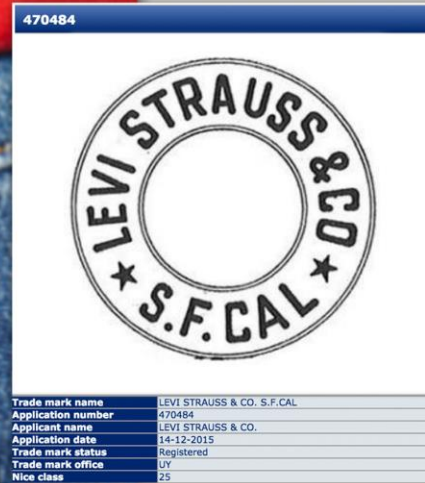 470484
LEVI STRAUSS & CO
★ S.F.CAL ★
Trade mark name LEVI STRAUSS & CO. S.F.CAL
Application number 470484
Applicant name LEVI STRAUSS & CO.
Application date 14-12-2015
Trade mark status Registered
Trade mark office UY
Nice class 25